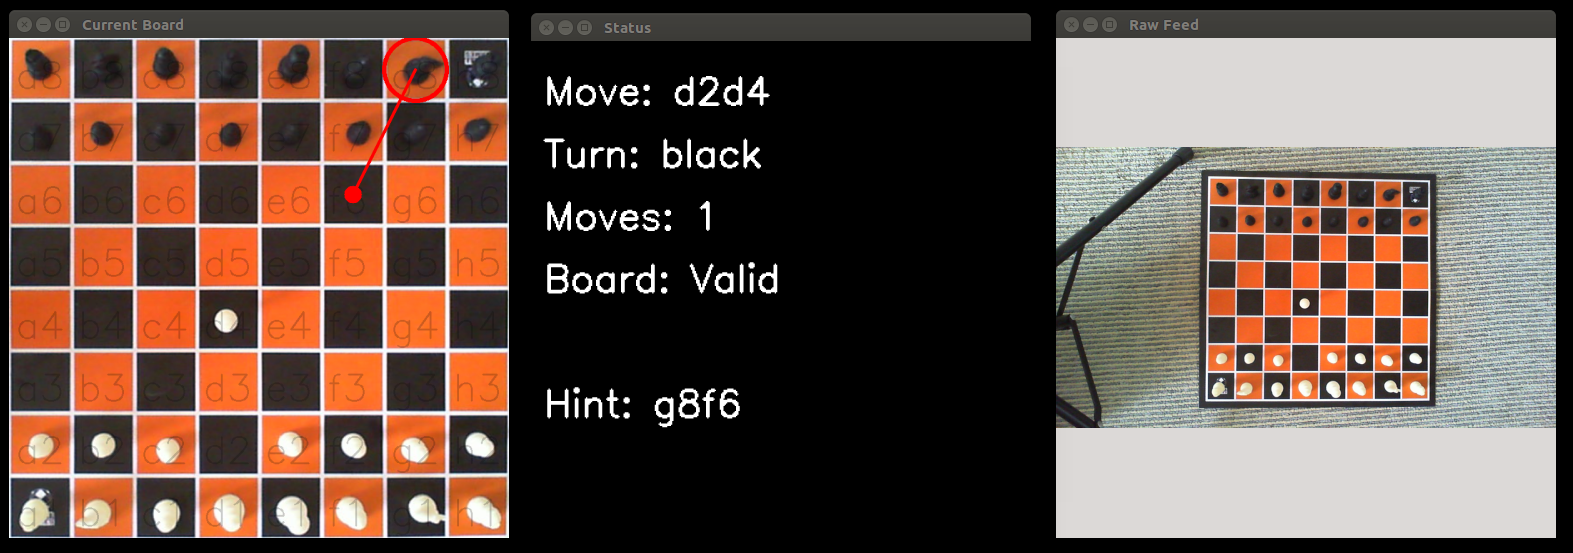 Current Board
a8 b8 c8 d8 e8 g8
a7 b7 c7 d7 e7 f7 g7 h7
a6 b6 c6 d6 e6 f6 g6 h6
a5 b5 c5 d5 e5 f5 g5 h5
a4 b4 c4 d4 e4 f4 g4 h4
a3 b3 c3 d3 e3 f3 g3 h3
a2 b2 c2 d2 e2 f2 g2 h2
a1 b1 c1 d1 e1 f1 g1 h1
Status
Move: d2d4
Turn: black
Moves: 1
Board: Valid
Hint: g8f6
Raw Feed